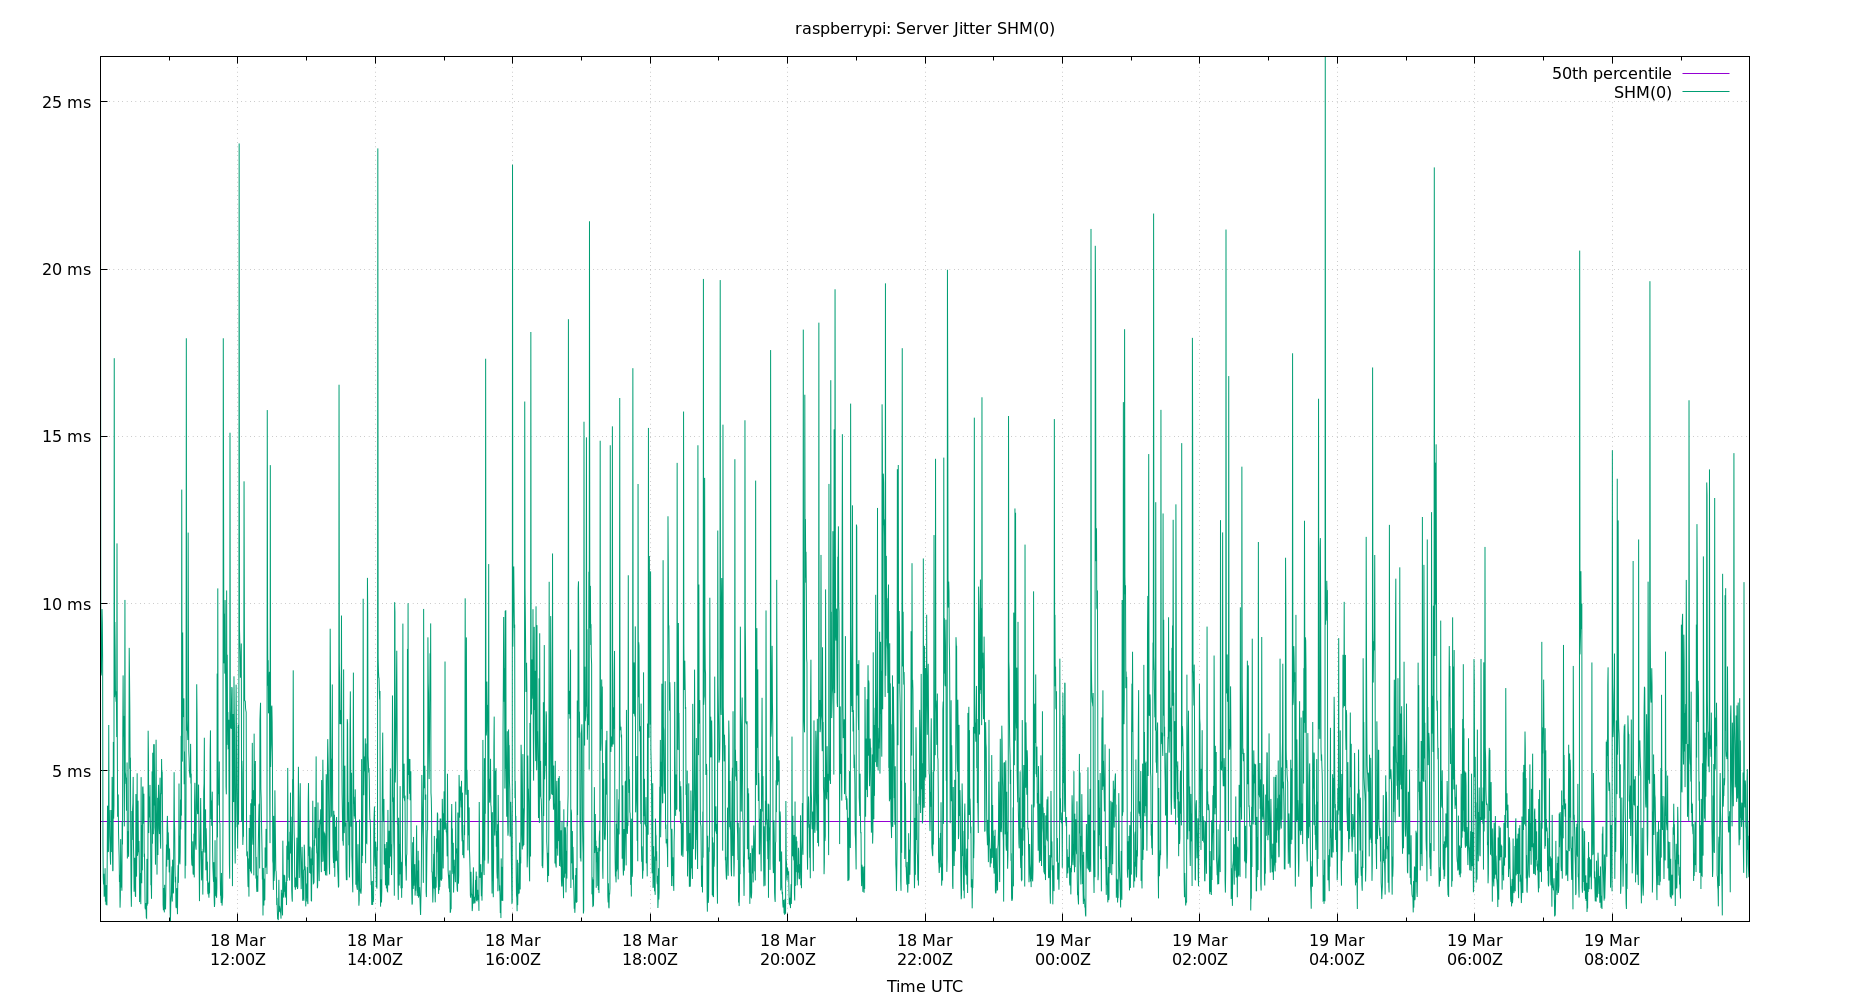 raspberrypi: Server Jitter SHM(0)
50th percentile
SHM(0)
25 ms
20 ms
15 ms
10 ms
5 ms
18 Mar 18 Mar 18 Mar 18 Mar 18 Mar 18 Mar 19 Mar 19 Mar 19 Mar 19 Mar 19 Mar
12:00Z 14:00Z 16:00Z 18:00Z 20:00Z 22:00Z 00:00Z 02:00Z 04:00Z 06:00Z 08:00Z
Time UTC